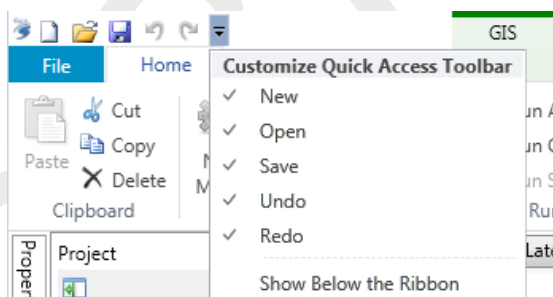 GIS
File
Home
Customize Quick Access Toolbar
New
Open
Save
Undo
Redo
Show Below the Ribbon
Cut
Copy
Paste
Delete
Clipboard
Project